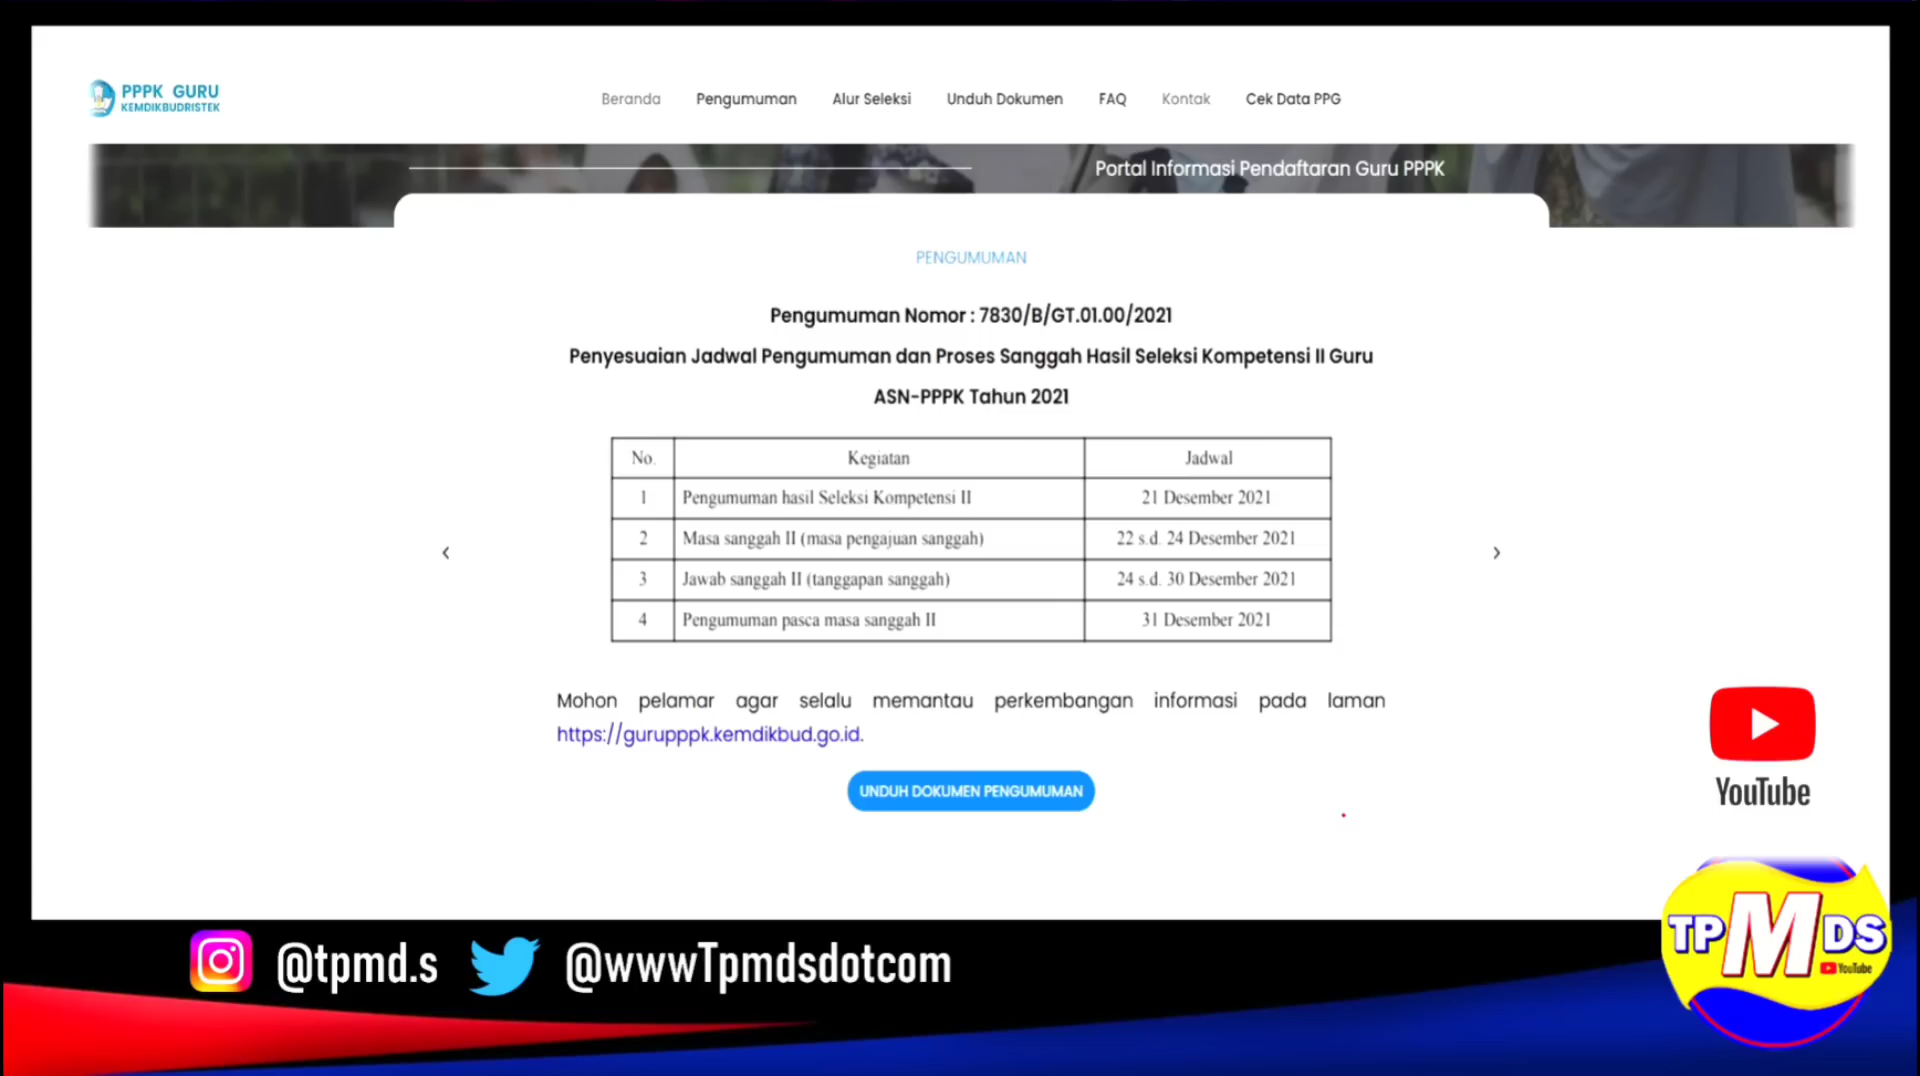 PPPK GURU
KEMDIKBUDRISTEK
Beranda Pengumuman Alur Seleksi Unduh Dokumen FAQ Kontak Cek Data PPG
Portal Informasi Pendaftaran Guru PPPK
PENGUMUMAN
Pengumuman Nomor : 7830/B/GT.01.00/2021
Penyesuaian Jadwal Pengumuman dan Proses Sanggah Hasil Seleksi Kompetensi II Guru
ASN-PPPK Tahun 2021
No. Kegiatan Jadwal
1 Pengumuman hasil Seleksi Kompetensi II 21 Desember 2021
2 Masa sanggah II (masa pengajuan sanggah) 22 s.d. 24 Desember 2021
3 Jawab sanggah II (tanggapan sanggah) 24 s.d. 30 Desember 2021
4 Pengumuman pasca masa sanggah II 31 Desember 2021
Mohon pelamar agar selalu memantau perkembangan informasi pada laman
https://gurupppk.kemdikbud.go.id.
UNDUH DOKUMEN PENGUMUMAN
YouTube
TPMDS
YouTube
@tpmd.s @wwwTpmdsdotcom